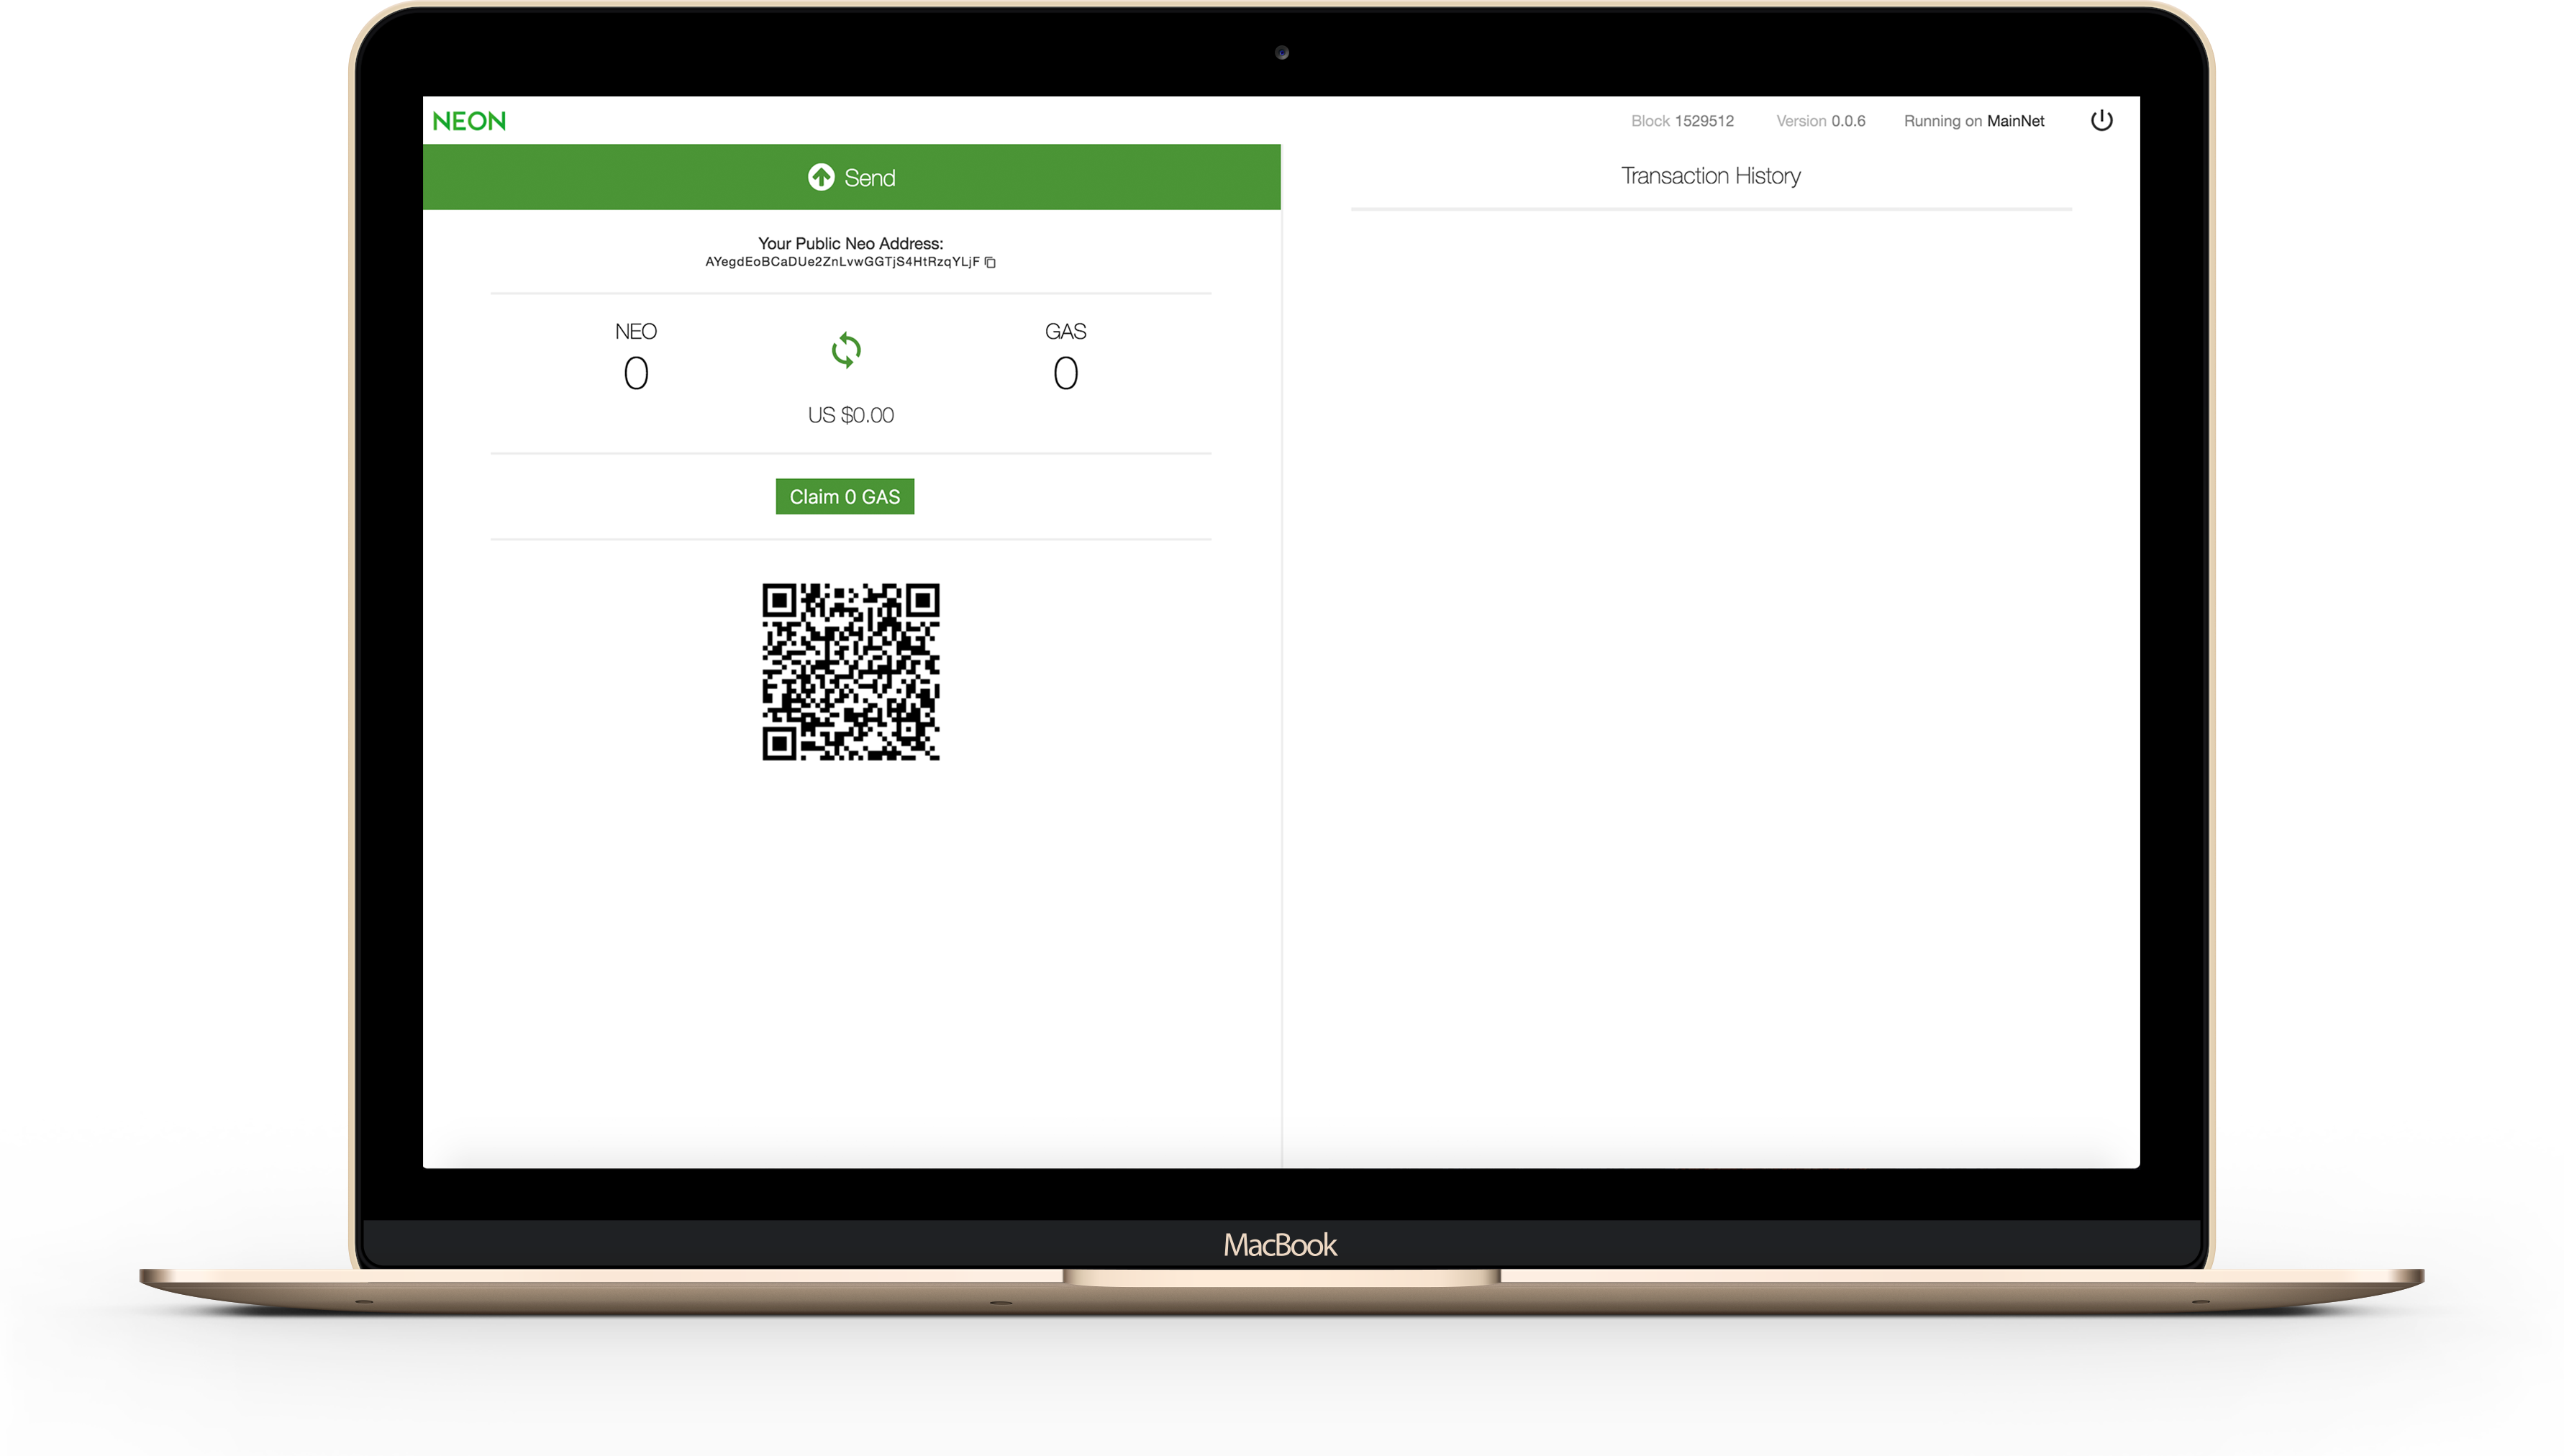 NEON
Block 1529512
Version 0.0.6
Running on MainNet
Send
Transaction History
Your Public Neo Address:
AYegdEoBCaDUe2ZnLvwGGTjS4HtRzqYLjF
NEO
0
GAS
0
US $0.00
Claim 0 GAS
MacBook